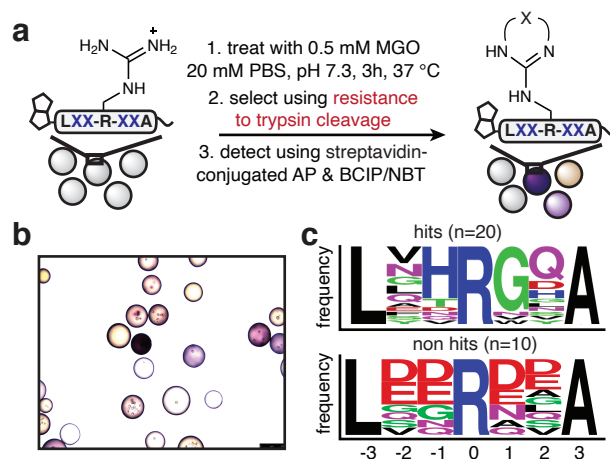 a
NH₂
+
H₂N
NH
1. treat with 0.5 mM MGO
20 mM PBS, pH 7.3, 3h, 37 °C
2. select using resistance
to trypsin cleavage
3. detect using streptavidin-
conjugated AP & BCIP/NBT
X
HN
N
HN
LXX-R-XXA
LXX-R-XXA
b
c
hits (n=20)
frequency
L H R G Q A
non hits (n=10)
frequency
L D D R D D A
E E E E
-3 -2 -1 0 1 2 3